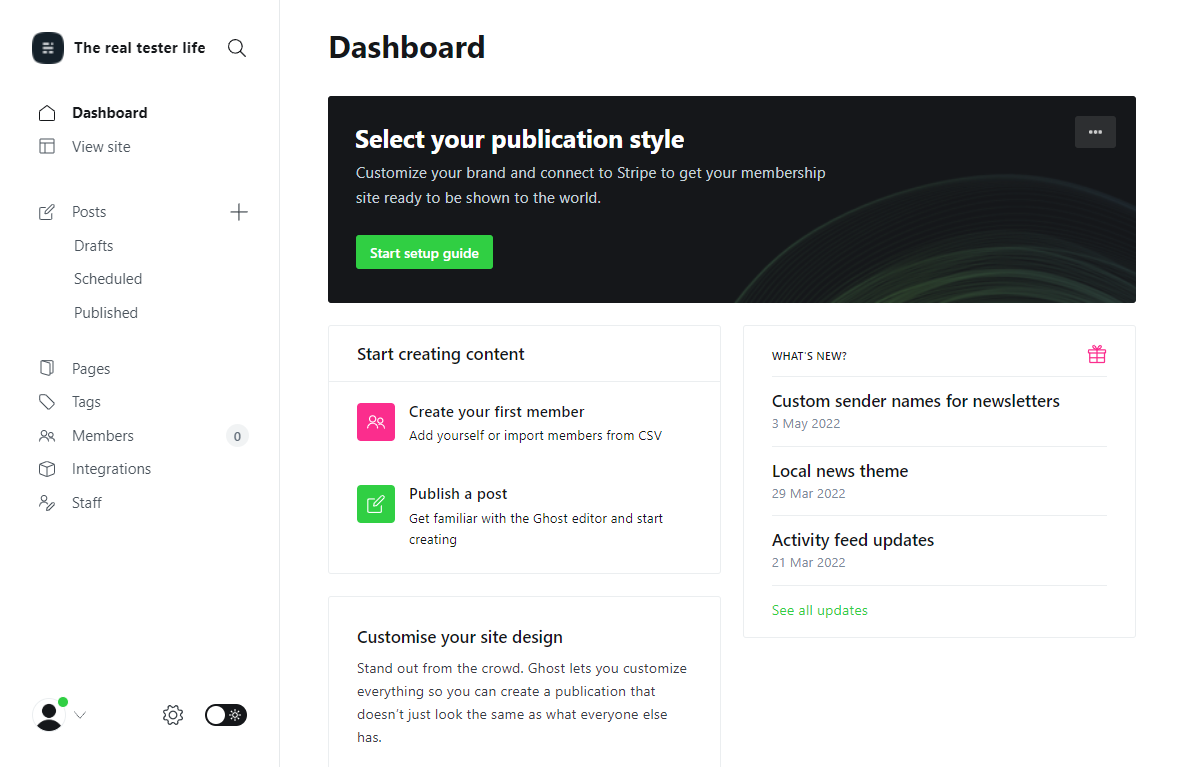 The real tester life
Dashboard
View site
Posts
Drafts
Scheduled
Published
Pages
Tags
Members
0
Integrations
Staff
Dashboard
Select your publication style
Customize your brand and connect to Stripe to get your membership
site ready to be shown to the world.
Start setup guide
Start creating content
Create your first member
Add yourself or import members from CSV
Publish a post
Get familiar with the Ghost editor and start
creating
Customise your site design
Stand out from the crowd. Ghost lets you customize
everything so you can create a publication that
doesn’t just look the same as what everyone else
has.
WHAT’S NEW?
Custom sender names for newsletters
3 May 2022
Local news theme
29 Mar 2022
Activity feed updates
21 Mar 2022
See all updates